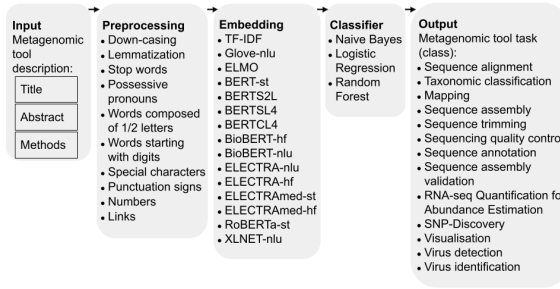 Input
Metagenomic
tool
description:
Title
Abstract
Methods
Preprocessing
• Down-casing
• Lemmatization
• Stop words
• Possessive
pronouns
• Words composed
of 1/2 letters
• Words starting
with digits
• Special characters
• Punctuation signs
• Numbers
• Links
Embedding
• TF-IDF
• Glove-nlu
• ELMO
• BERT-st
• BERTS2L
• BERTSL4
• BERTCL4
• BioBERT-hf
• BioBERT-nlu
• ELECTRA-nlu
• ELECTRA-hf
• ELECTRAmed-st
• ELECTRAmed-hf
• RoBERTa-st
• XLNET-nlu
Classifier
• Naive Bayes
• Logistic
Regression
• Random
Forest
Output
Metagenomic tool task
(class):
• Sequence alignment
• Taxonomic classification
• Mapping
• Sequence assembly
• Sequence trimming
• Sequencing quality contro
• Sequence annotation
• Sequence assembly
validation
• RNA-seq Quantification fo
Abundance Estimation
• SNP-Discovery
• Visualisation
• Virus detection
• Virus identification